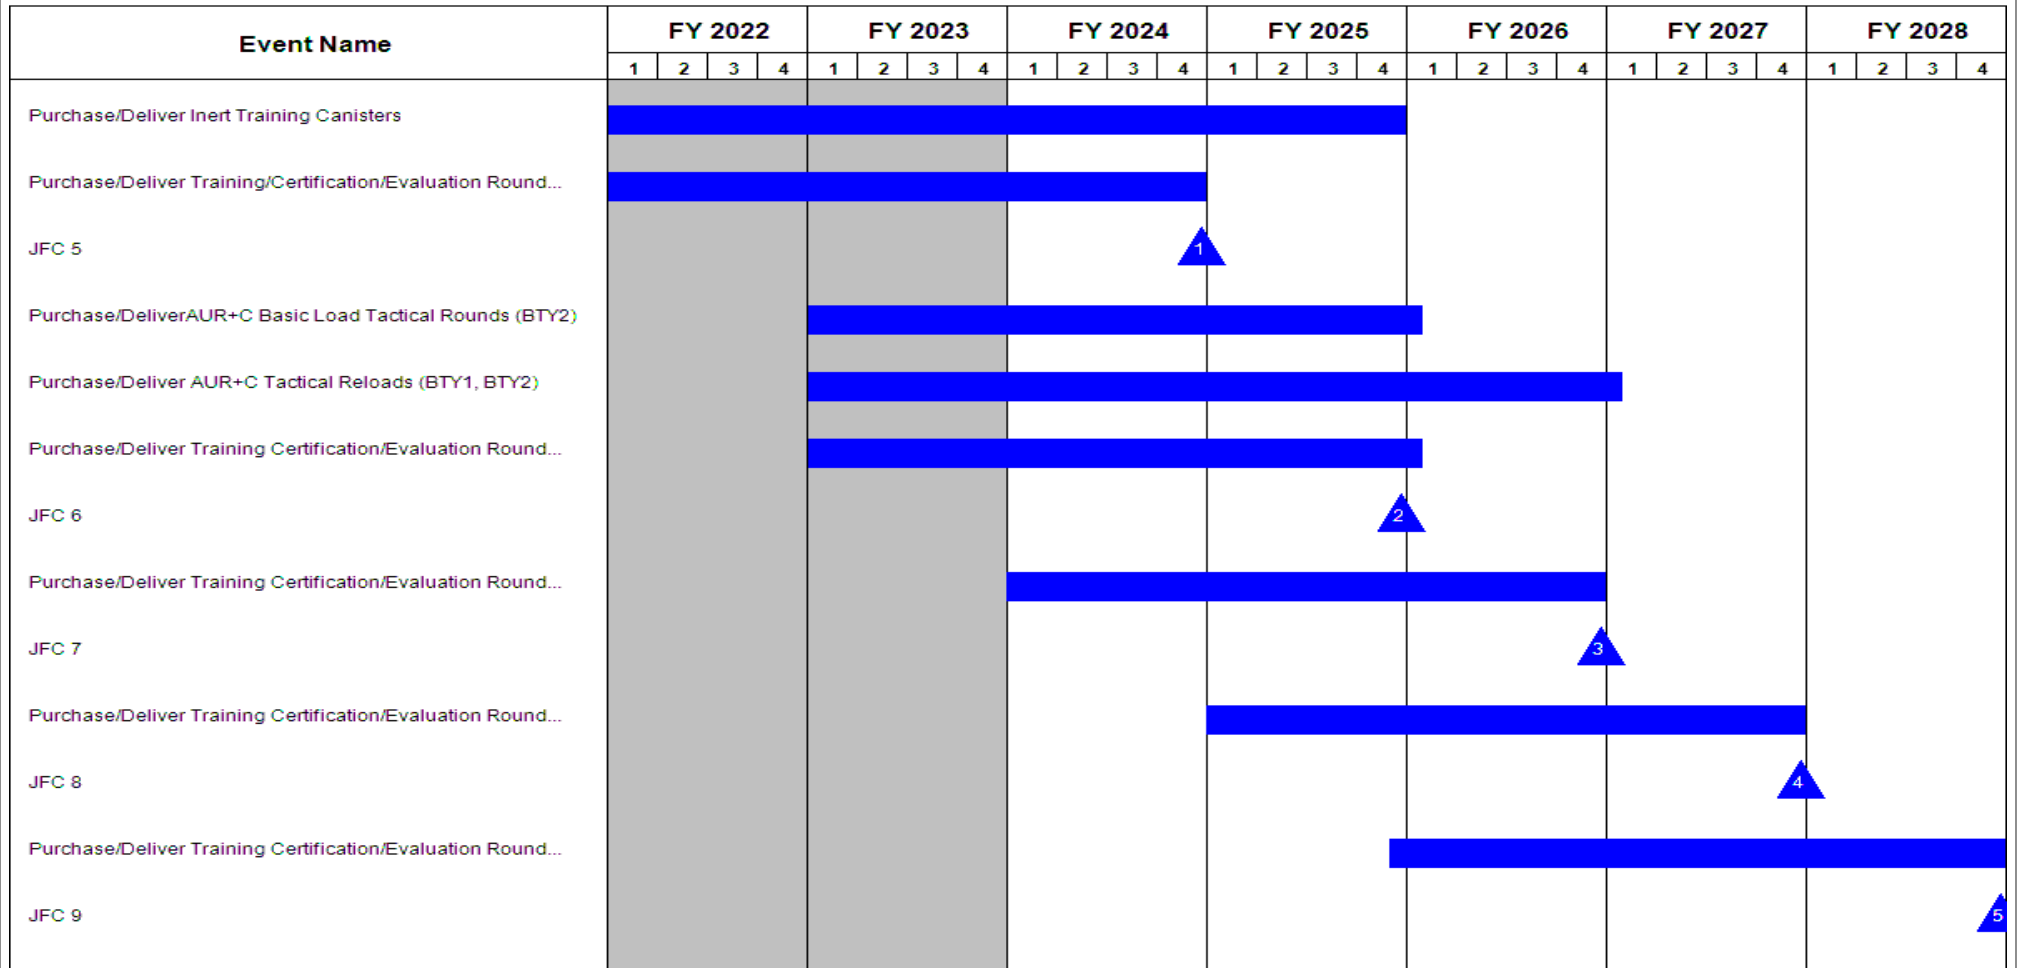 Event Name
FY 2022 FY 2023 FY 2024 FY 2025 FY 2026 FY 2027 FY 2028
1 2 3 4 1 2 3 4 1 2 3 4 1 2 3 4 1 2 3 4 1 2 3 4 1 2 3 4
Purchase/Deliver Inert Training Canisters
Purchase/Deliver Training/Certification/Evaluation Round...
JFC 5
1
Purchase/DeliverAUR+C Basic Load Tactical Rounds (BTY2)
Purchase/Deliver AUR+C Tactical Reloads (BTY1, BTY2)
Purchase/Deliver Training Certification/Evaluation Round...
JFC 6
2
Purchase/Deliver Training Certification/Evaluation Round...
JFC 7
3
Purchase/Deliver Training Certification/Evaluation Round...
JFC 8
4
Purchase/Deliver Training Certification/Evaluation Round...
JFC 9
5